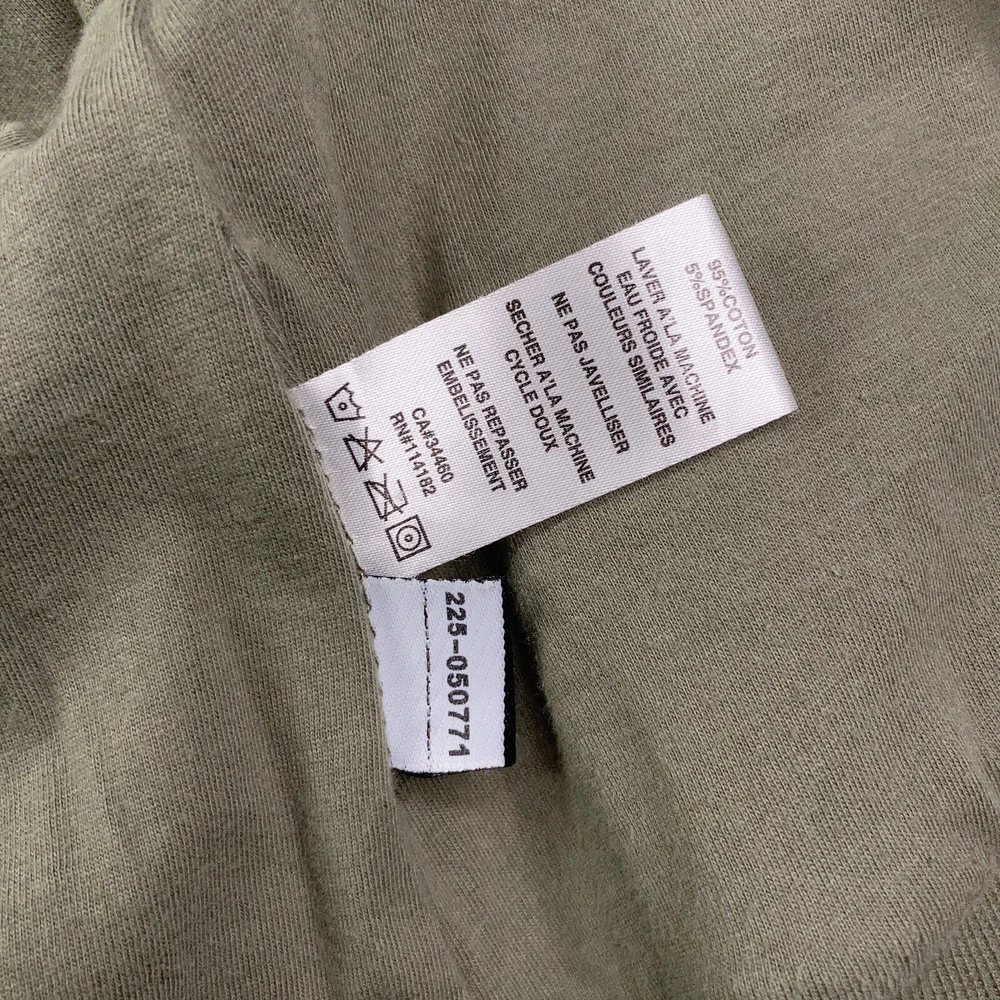 95%COTON
5%SPANDEX
LAVER A'LA MACHINE
EAU FROIDE AVEC
COULEURS SIMILAIRES
NE PAS JAVELLISER
SECHER A'LA MACHINE
CYCLE DOUX
NE PAS REPASSER
EMBELISSEMENT
CA#34460
RN#114182
225-050771